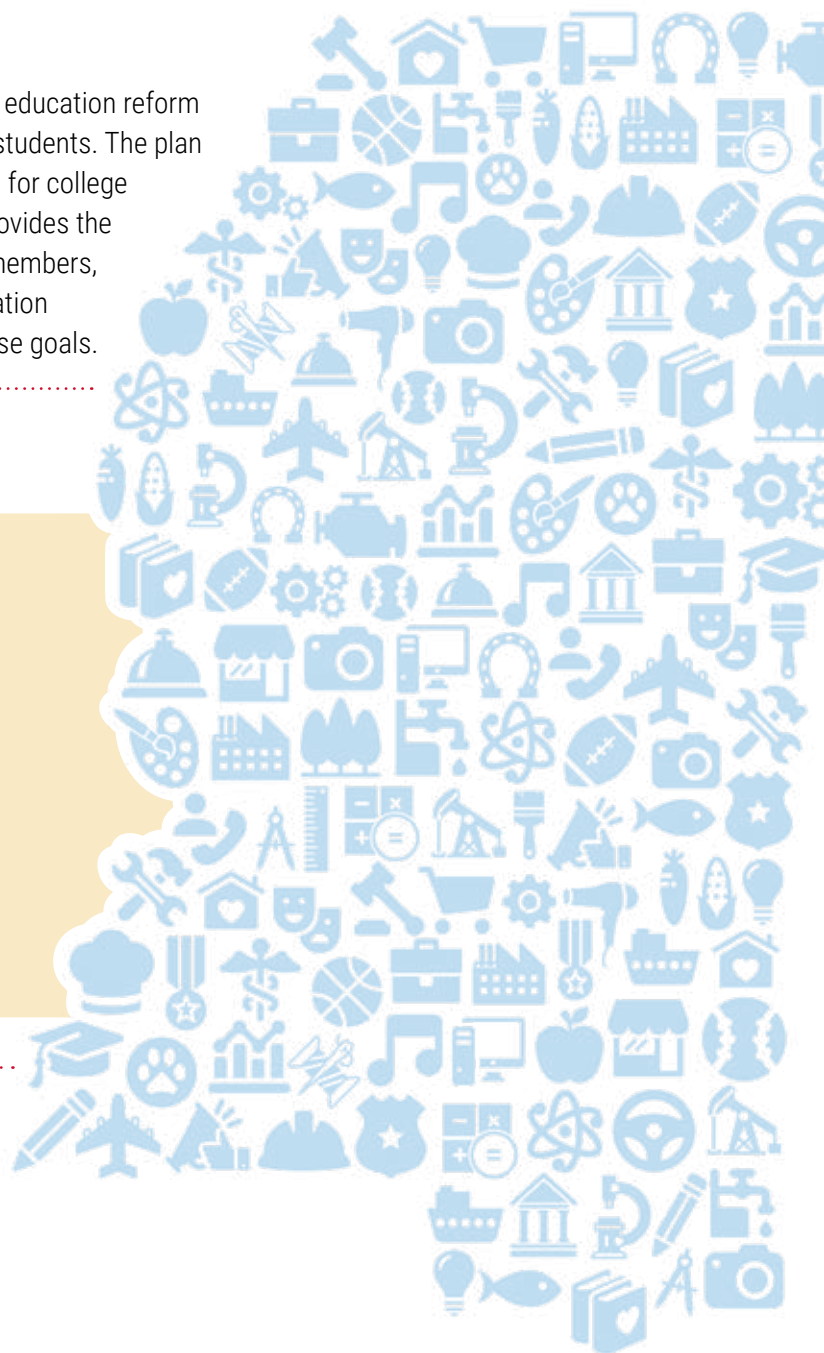 education reform
students. The plan
for college
ovides the
members,
ation
se goals.